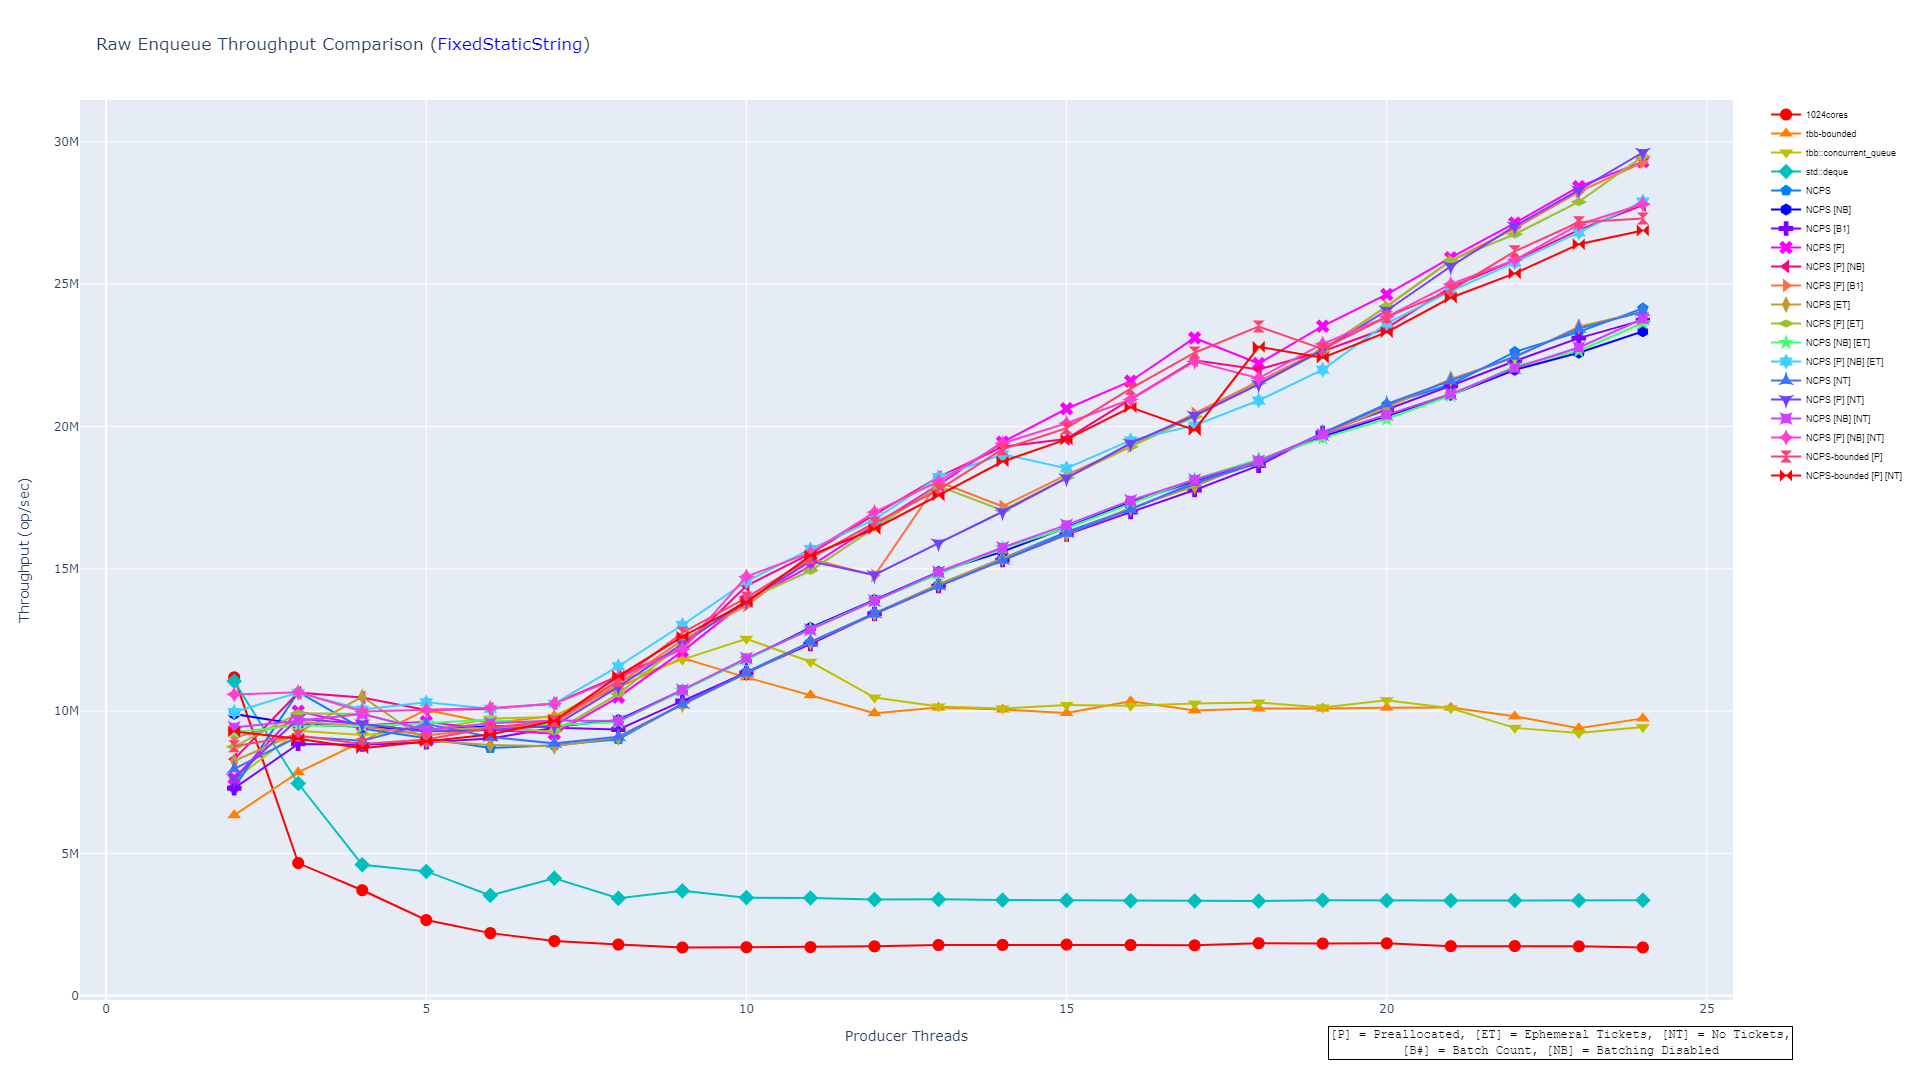 Raw Enqueue Throughput Comparison (FixedStaticString)
30M
25M
20M
15M
10M
5M
0
Throughput (op/sec)
0 5 10 15 20 25
Producer Threads
1024cores
tbb-bounded
tbb::concurrent_queue
std::deque
NCPS
NCPS [NB]
NCPS [B1]
NCPS [P]
NCPS [P] [NB]
NCPS [P] [B1]
NCPS [ET]
NCPS [P] [ET]
NCPS [NB] [ET]
NCPS [P] [NB] [ET]
NCPS [NT]
NCPS [P] [NT]
NCPS [NB] [NT]
NCPS [P] [NB] [NT]
NCPS-bounded [P]
NCPS-bounded [P] [NT]
[P] = Preallocated, [ET] = Ephemeral Tickets, [NT] = No Tickets,
[B#] = Batch Count, [NB] = Batching Disabled